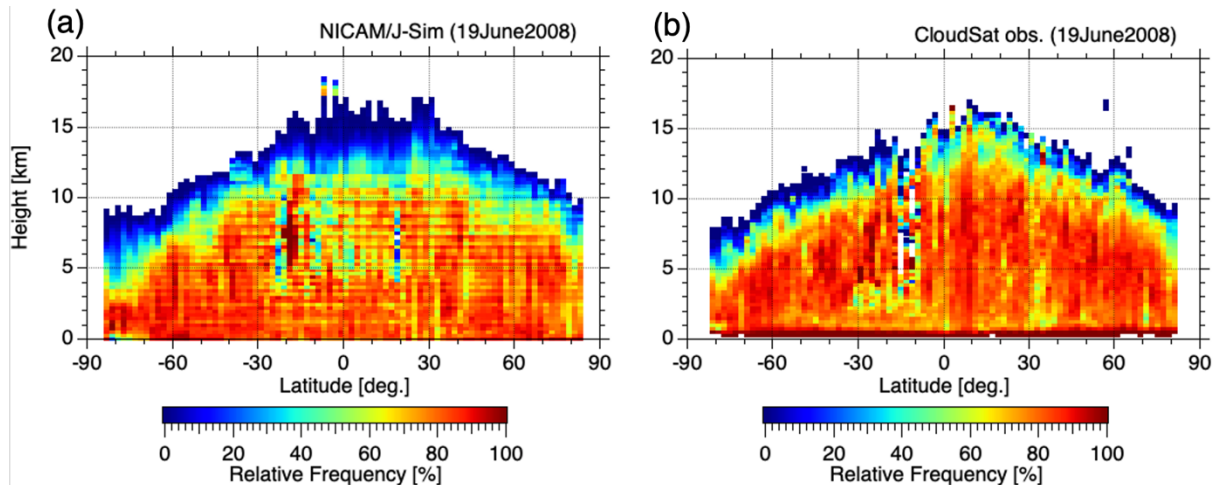 (a)
NICAM/J-Sim (19June2008)
20
15
10
5
0
Height [km]
-90 -60 -30 0 30 60 90
Latitude [deg.]
0 20 40 60 80 100
Relative Frequency [%]
(b)
CloudSat obs. (19June2008)
20
15
10
5
0
-90 -60 -30 0 30 60 90
Latitude [deg.]
0 20 40 60 80 100
Relative Frequency [%]